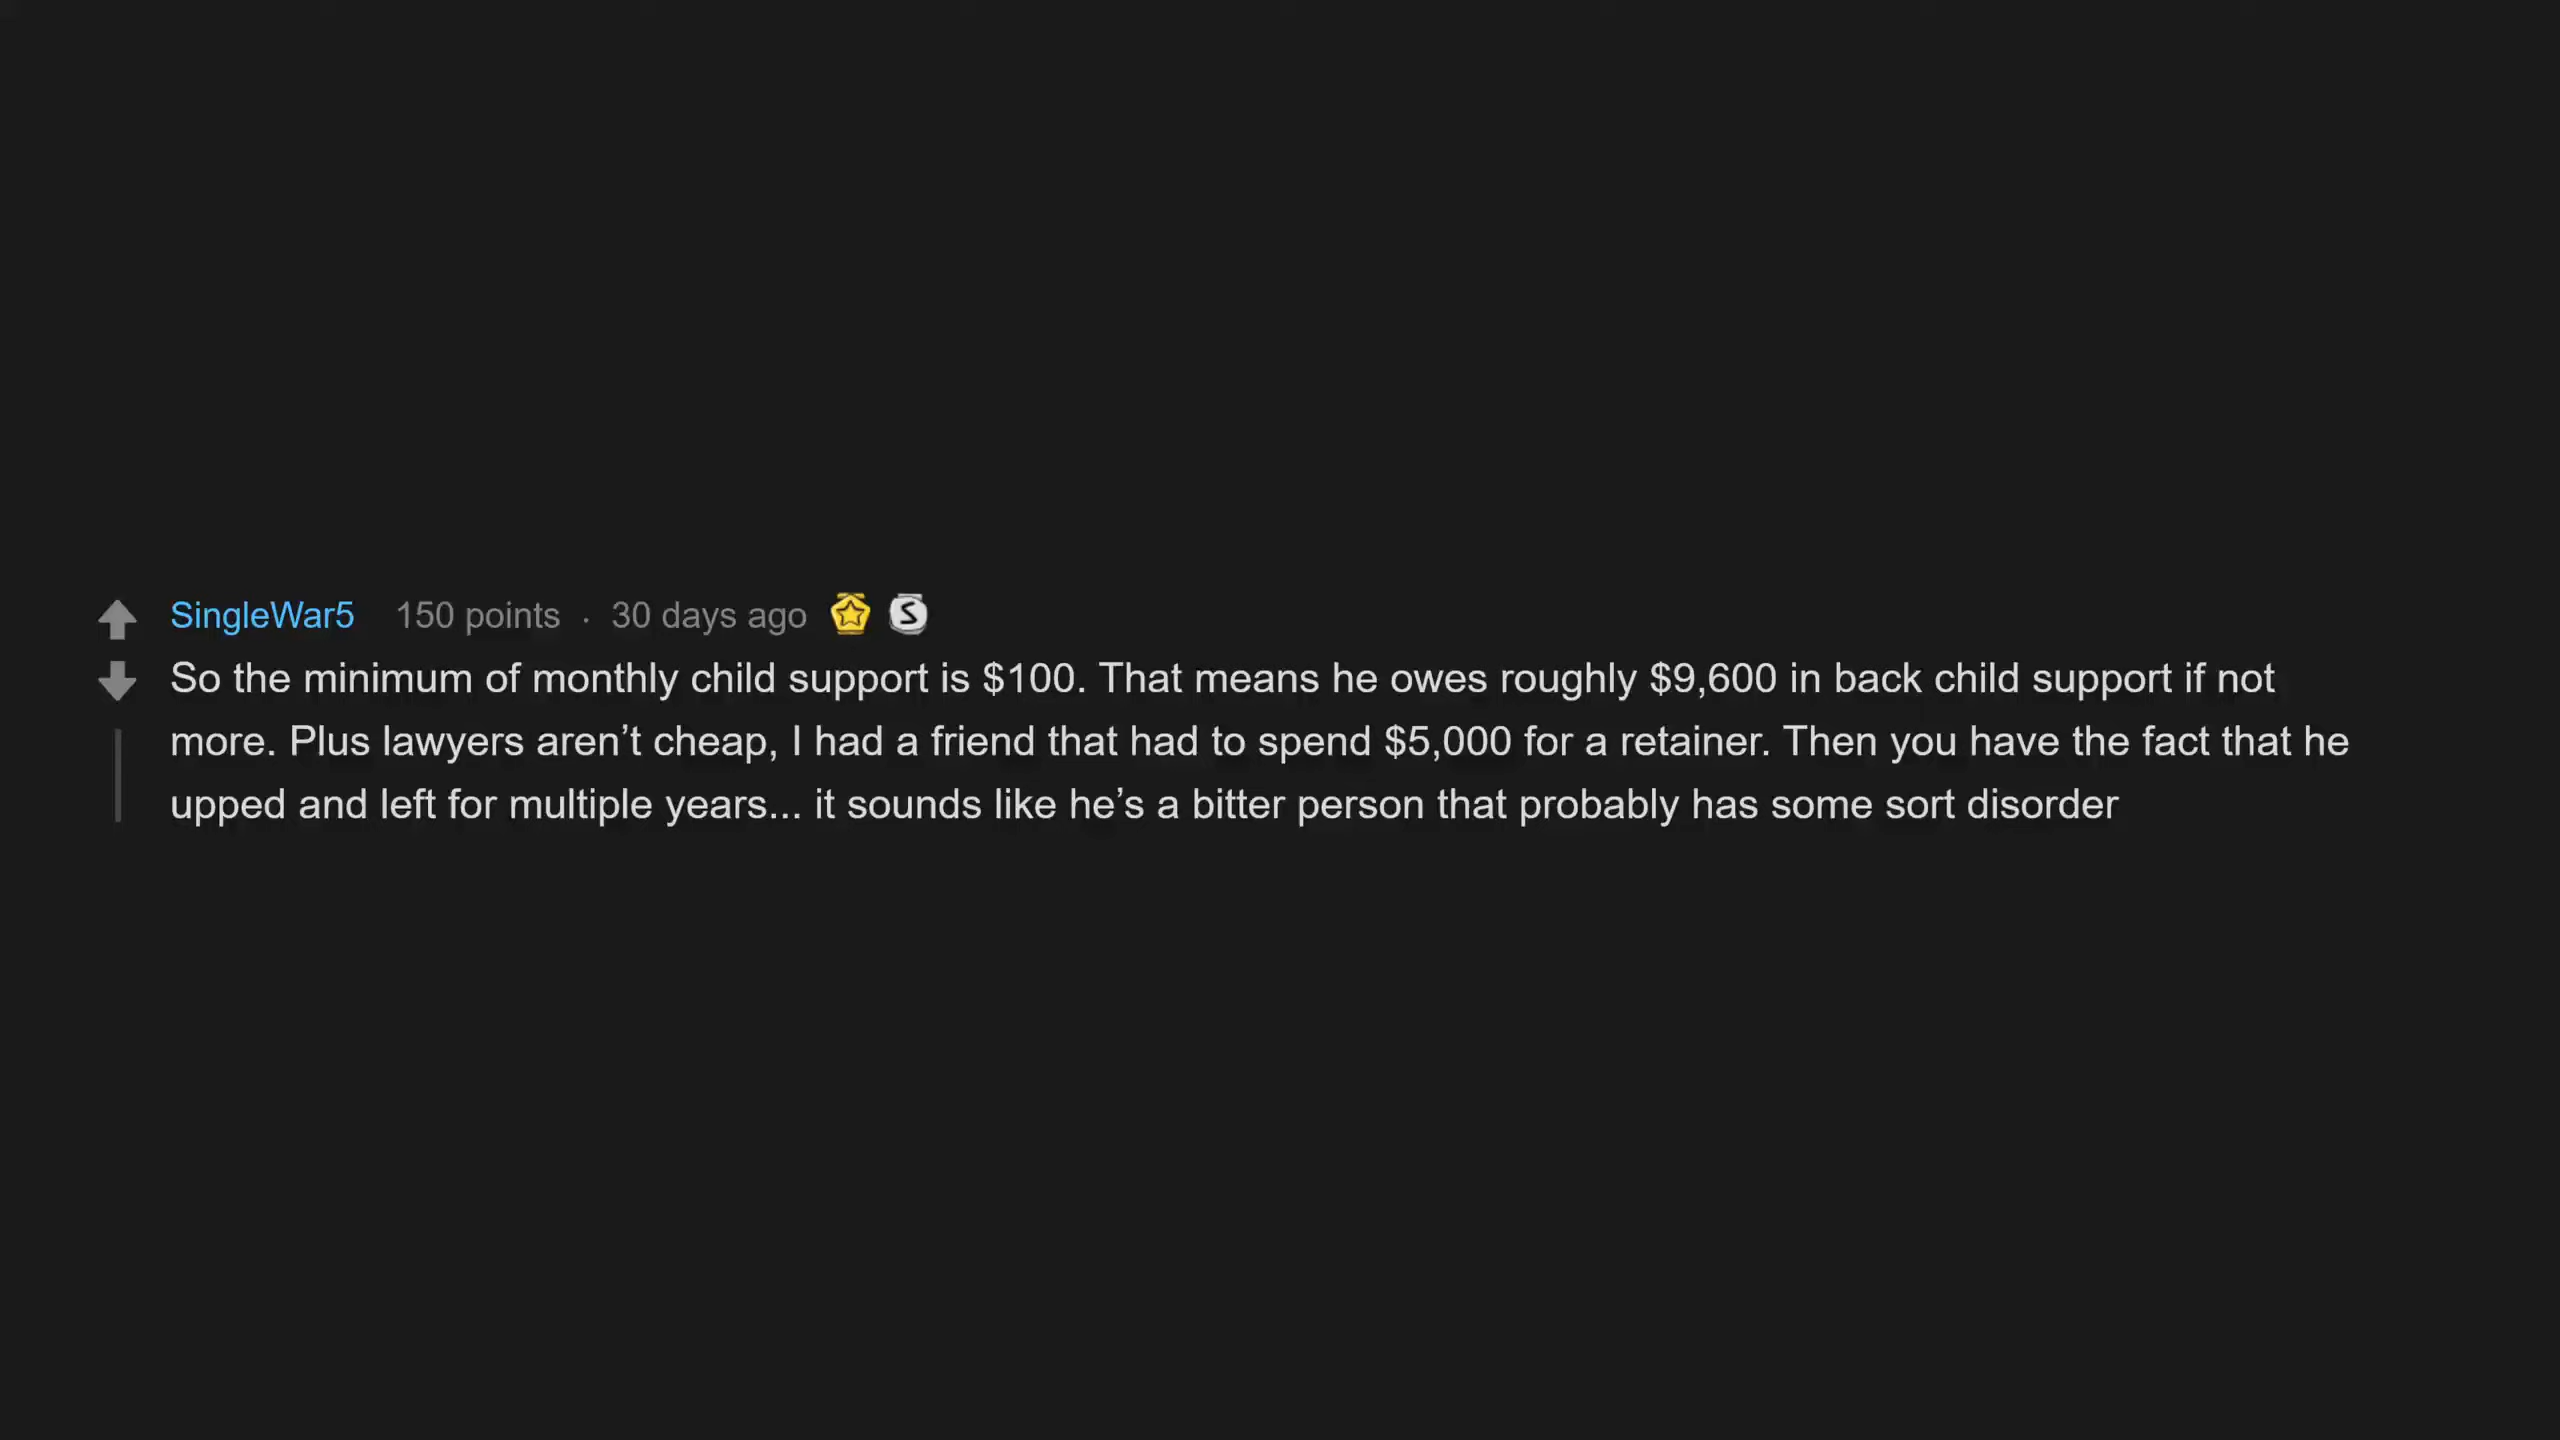 SingleWar5 150 points · 30 days ago S
So the minimum of monthly child support is $100. That means he owes roughly $9,600 in back child support if not
more. Plus lawyers aren’t cheap, I had a friend that had to spend $5,000 for a retainer. Then you have the fact that he
upped and left for multiple years... it sounds like he’s a bitter person that probably has some sort disorder